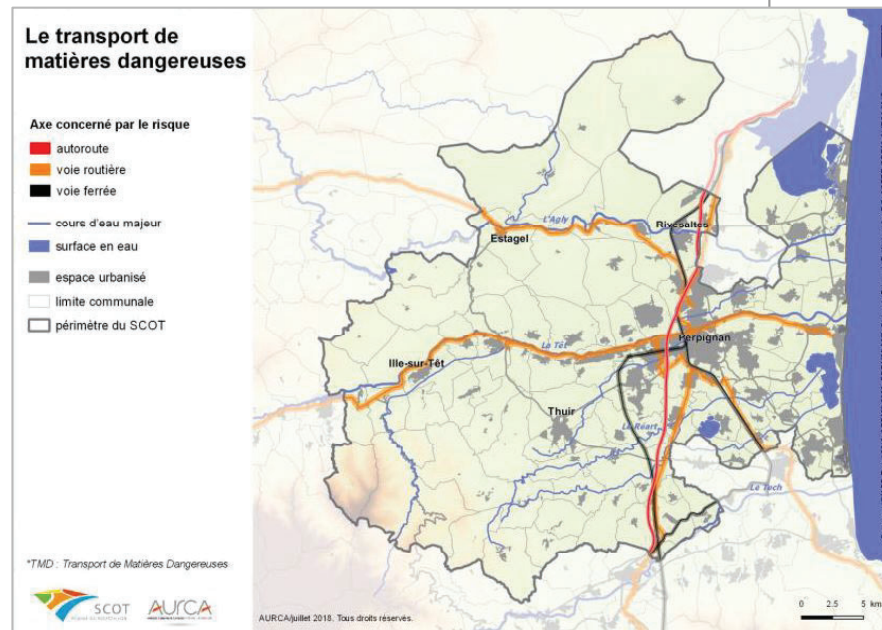 Le transport de
matières dangereuses
Axe concerné par le risque
autoroute
voie routière
voie ferrée
cours d'eau majeur
surface en eau
espace urbanisé
limite communale
périmètre du SCOT
*TMD : Transport de Matières Dangereuses
SCOT
AURCA
AURCA/juillet 2018. Tous droits réservés.
L'Agly
Rivesaltes
Estagel
La Têt
Perpignan
Ille-sur-Têt
Thuir
Le Réart
Le Tech
0 2.5 5 km